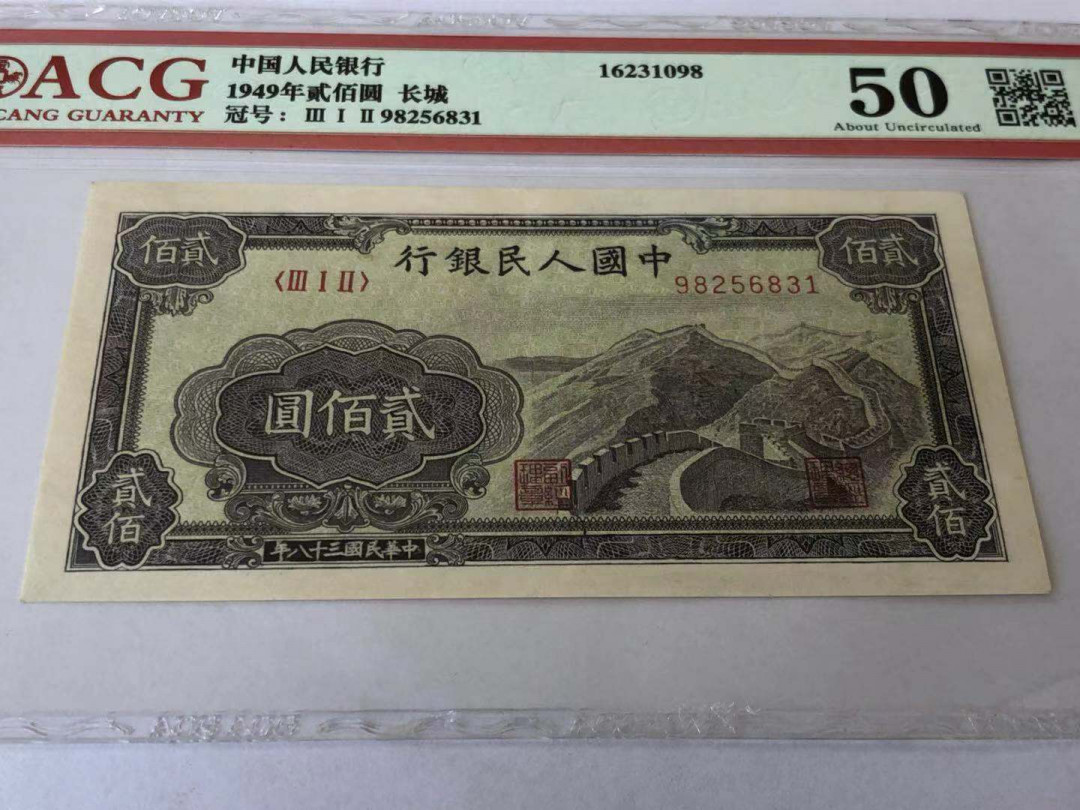 ACG
CANG GUARANTY
中国人民银行
1949年贰佰圆 长城
冠号： Ⅲ Ⅰ Ⅱ 98256831
16231098
50
About Uncirculated
佰貳
行銀民人國中
佰貳
〈Ⅲ Ⅰ Ⅱ〉
98256831
圓佰貳
貳佰
貳佰
年八十三國民華中